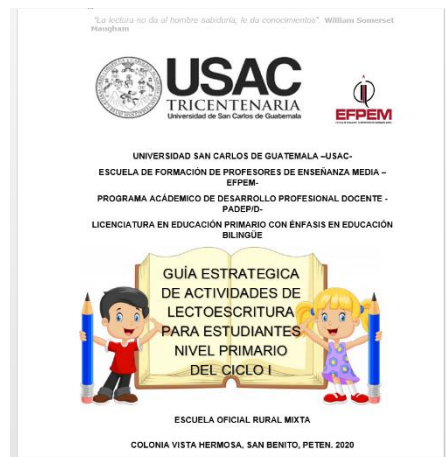 "La lectura no da al hombre sabiduría, le da conocimientos". William Somerset
Maugham
USAC
TRICENTENARIA
Universidad de San Carlos de Guatemala
EFPEM
UNIVERSIDAD SAN CARLOS DE GUATEMALA –USAC-
ESCUELA DE FORMACIÓN DE PROFESORES DE ENSEÑANZA MEDIA –
EFPEM-
PROGRAMA ACÁDEMICO DE DESARROLLO PROFESIONAL DOCENTE -
PADEP/D-
LICENCIATURA EN EDUCACIÓN PRIMARIO CON ÉNFASIS EN EDUCACIÓN
BILINGÜE
GUÍA ESTRATEGICA
DE ACTIVIDADES DE
LECTOESCRITURA
PARA ESTUDIANTES
NIVEL PRIMARIO
DEL CICLO I
ESCUELA OFICIAL RURAL MIXTA
COLONIA VISTA HERMOSA, SAN BENITO, PETEN. 2020